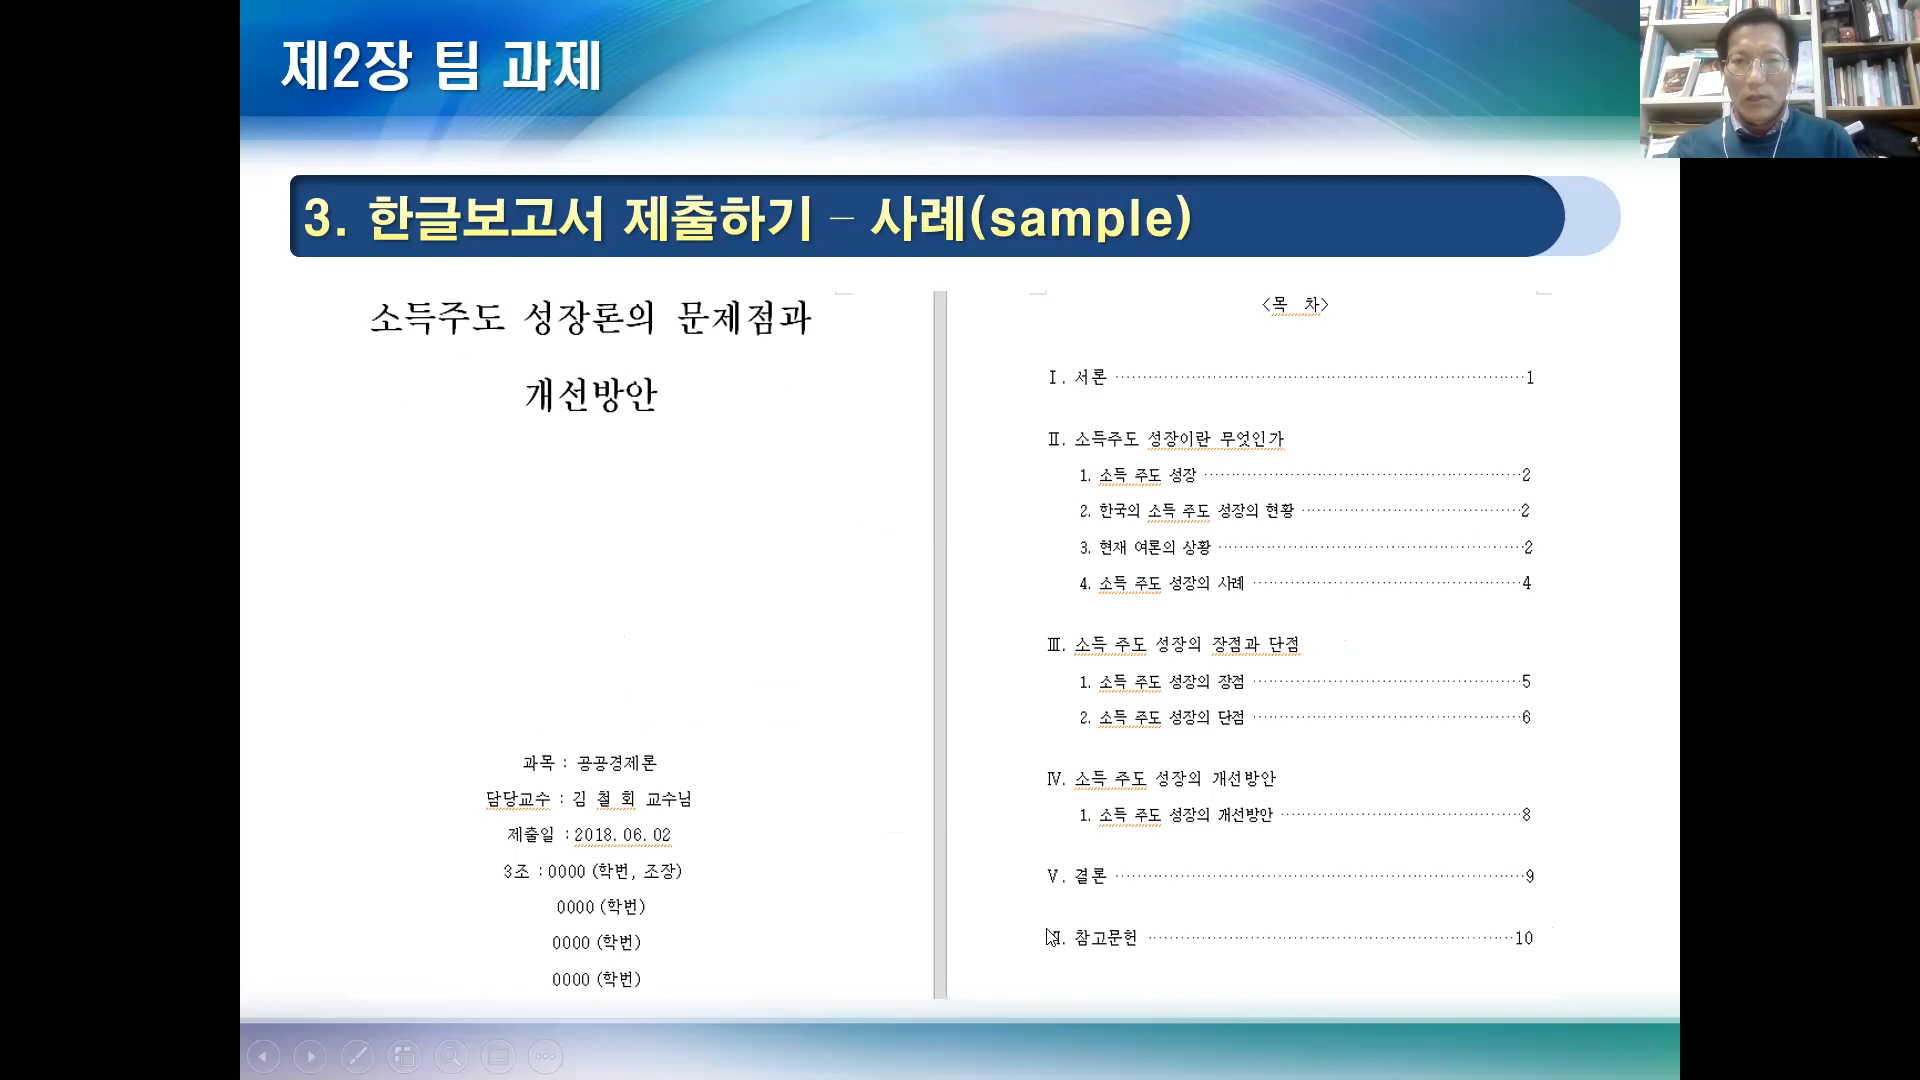 제2장 팀 과제
3. 한글보고서 제출하기 – 사례(sample)
소득주도 성장론의 문제점과
개선방안
과목 : 공공경제론
담당교수 : 김 철 회 교수님
제출일 : 2018. 06. 02
3조 : 0000 (학번, 조장)
0000 (학번)
0000 (학번)
0000 (학번)
<목 차>
Ⅰ. 서론 ········ 1
Ⅱ. 소득주도 성장이란 무엇인가
1. 소득 주도 성장 ········ 2
2. 한국의 소득 주도 성장의 현황 ········ 2
3. 현재 여론의 상황 ········ 2
4. 소득 주도 성장의 사례 ········ 4
Ⅲ. 소득 주도 성장의 장점과 단점
1. 소득 주도 성장의 장점 ········ 5
2. 소득 주도 성장의 단점 ········ 6
Ⅳ. 소득 주도 성장의 개선방안
1. 소득 주도 성장의 개선방안 ········ 8
Ⅴ. 결론 ········ 9
참고문헌 ········ 10